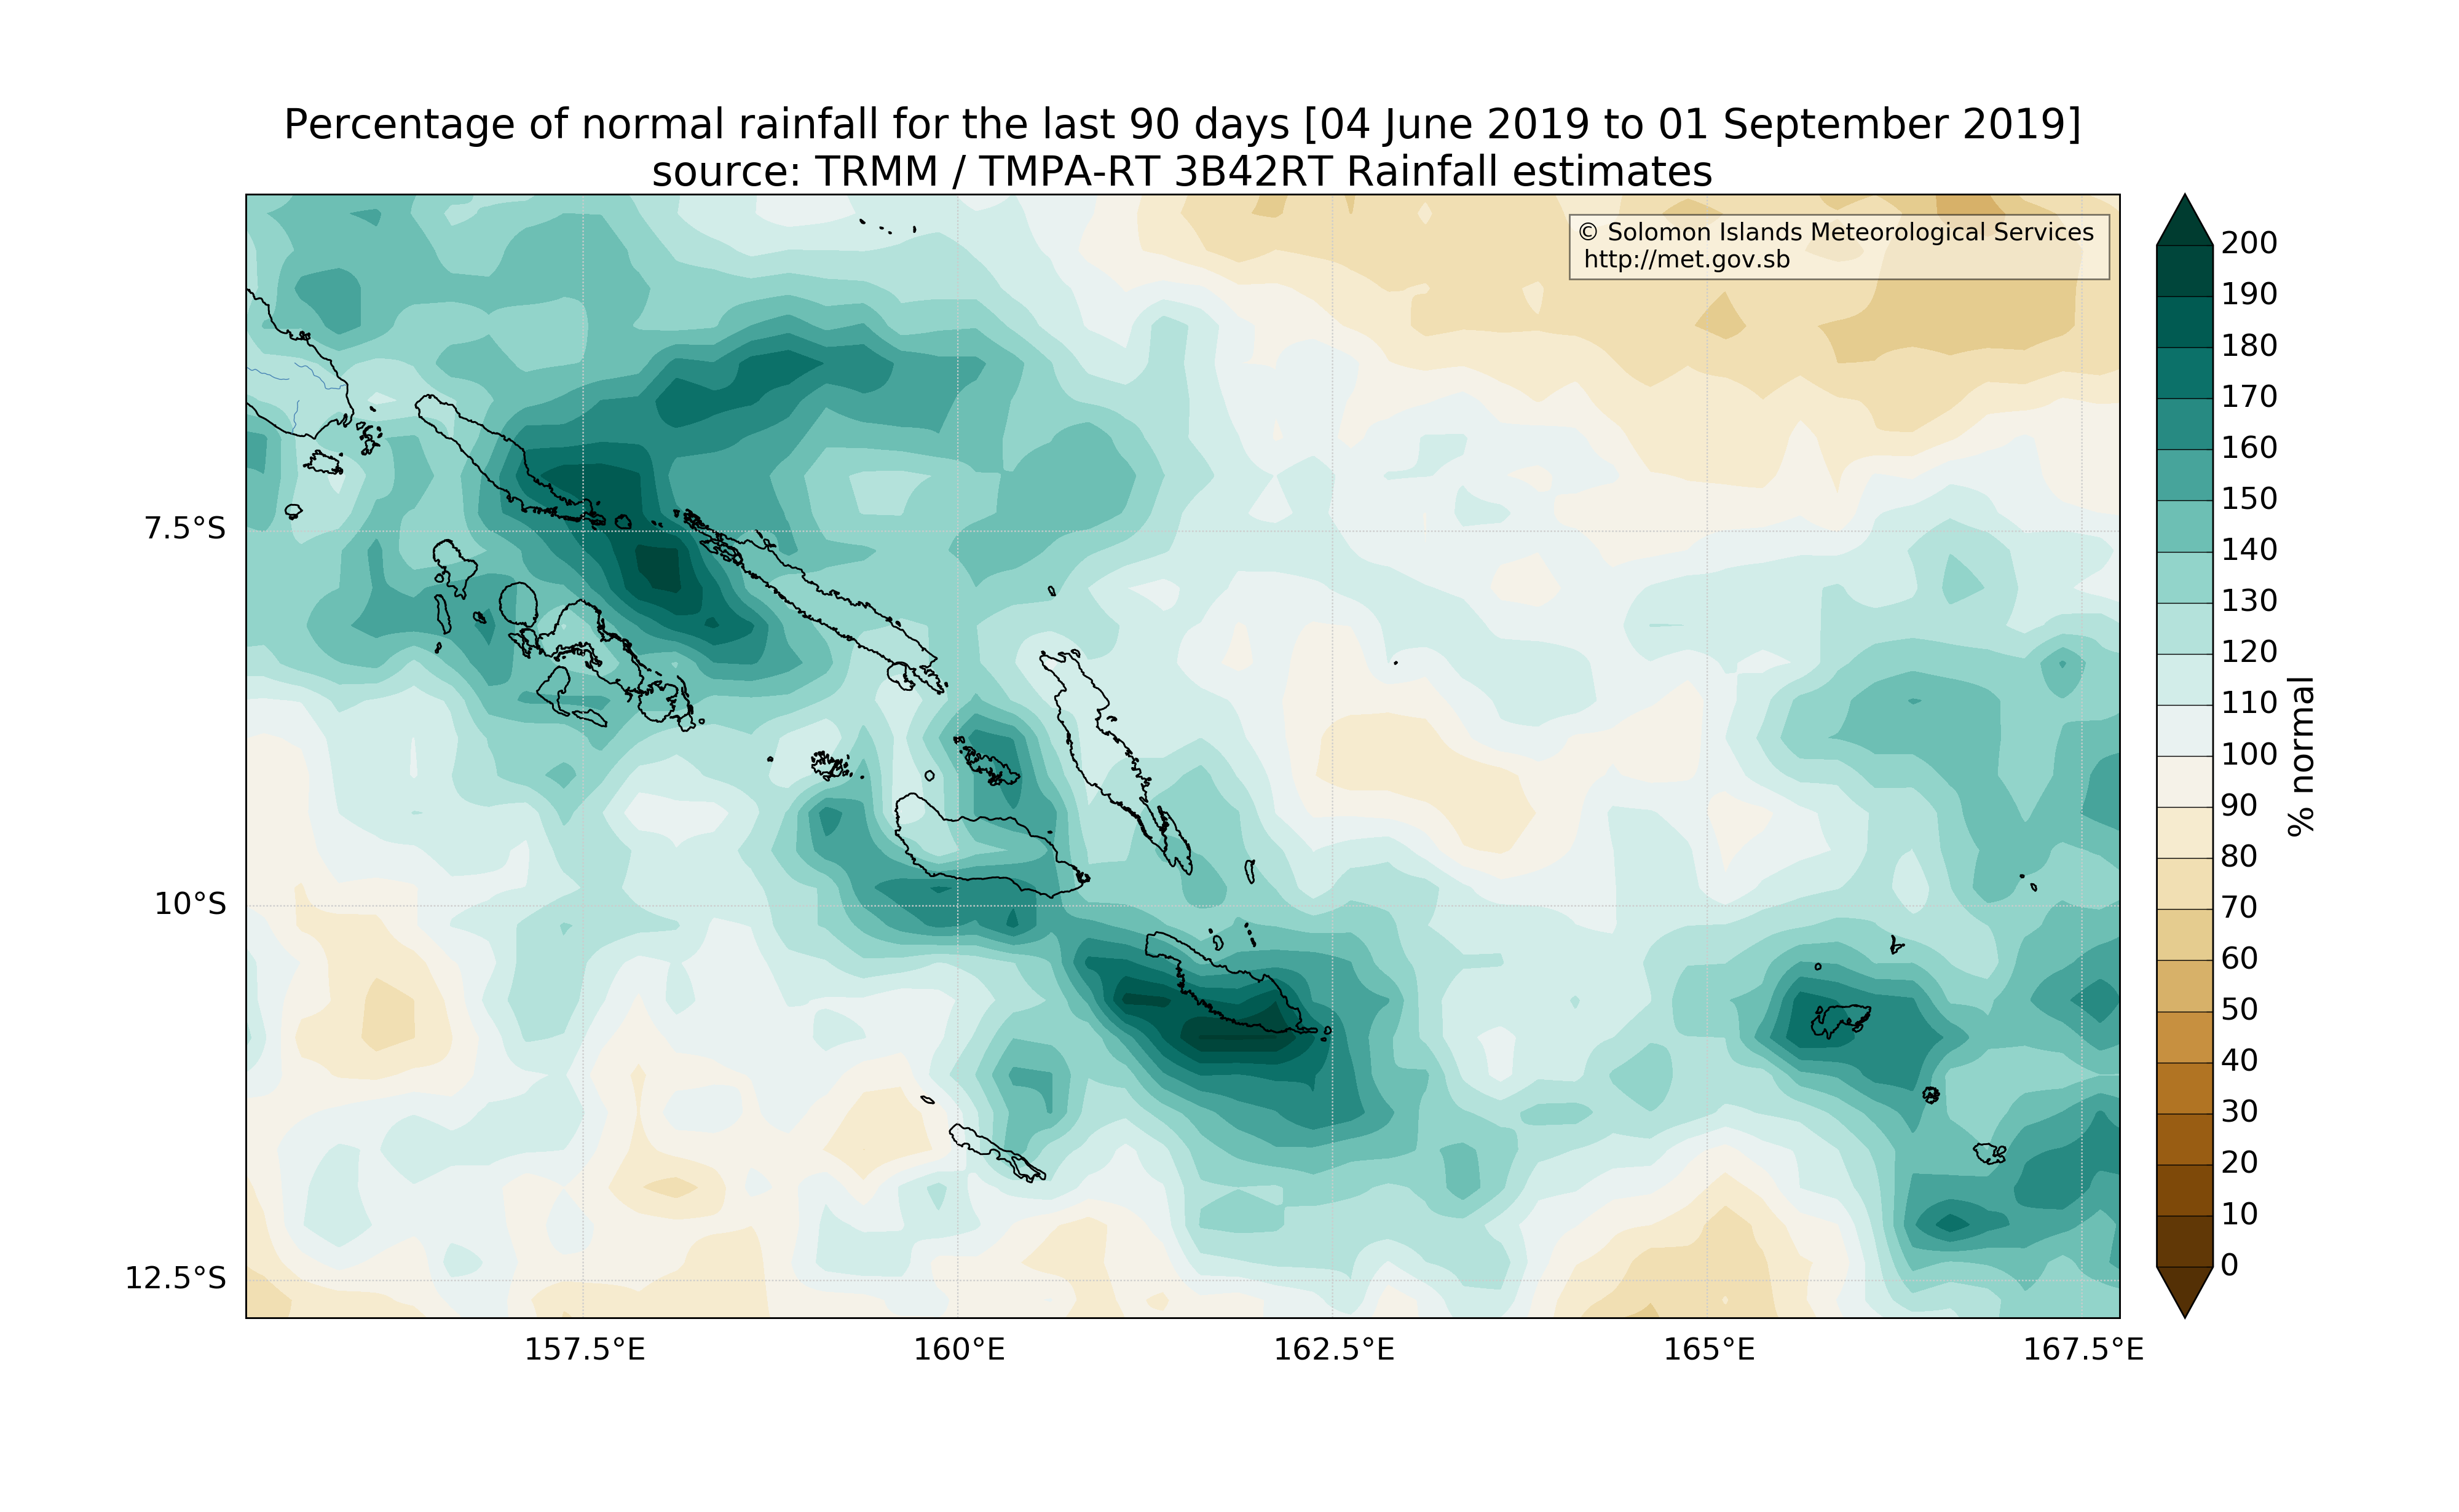 Percentage of normal rainfall for the last 90 days [04 June 2019 to 01 September 2019]
source: TRMM / TMPA-RT 3B42RT Rainfall estimates
© Solomon Islands Meteorological Services
http://met.gov.sb
7.5°S
10°S
12.5°S
157.5°E
160°E
162.5°E
165°E
167.5°E
200
190
180
170
160
150
140
130
120
110
100
90
80
70
60
50
40
30
20
10
0
% normal